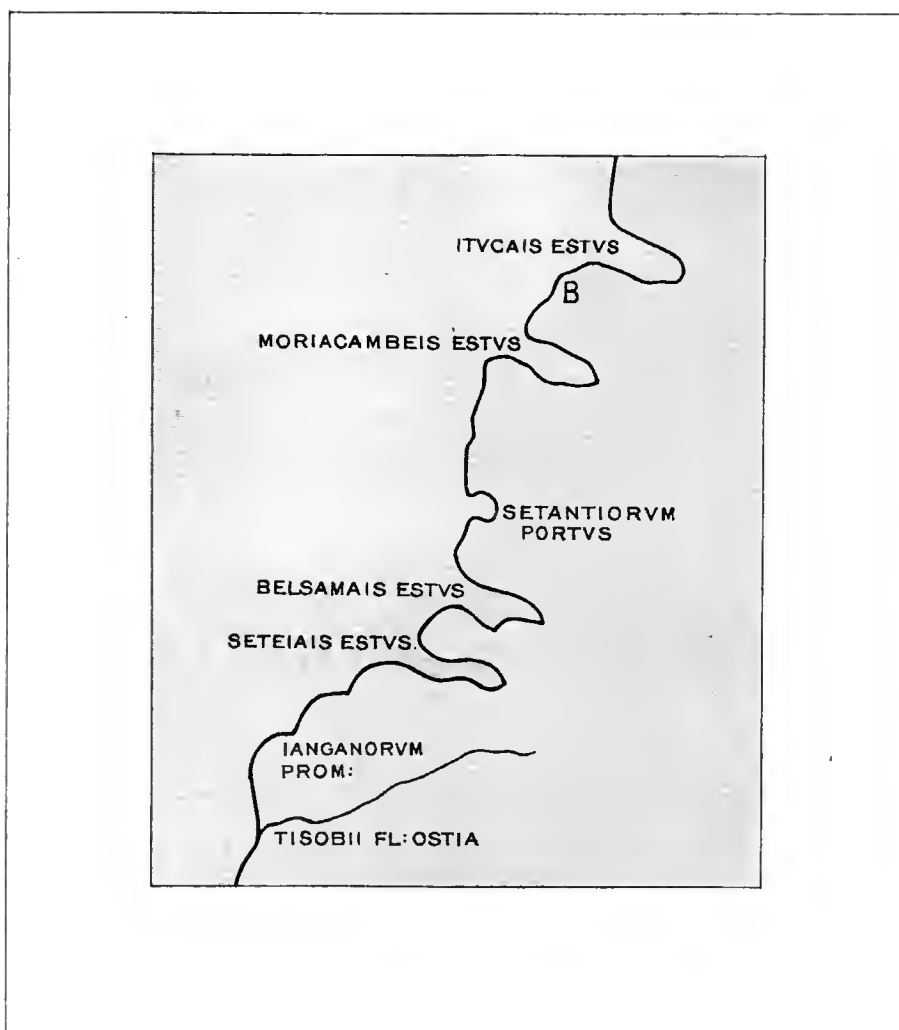 ITVCAIS ESTVS
B
MORIACAMBEIS ESTVS
SETANTIORVM
PORTVS
BELSAMAIS ESTVS
SETEIAIS ESTVS.
IANGANORVM
PROM:
TISOBII FL: OSTIA